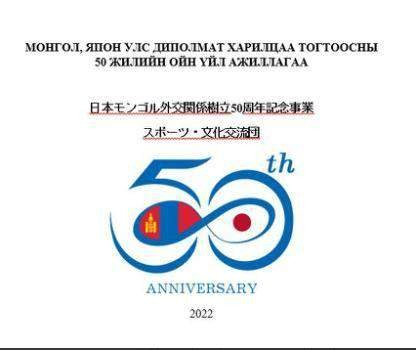 МОНГОЛ, ЯПОН УЛС ДИПОЛМАТ ХАРИЛЦАА ТОГТООСНЫ
50 ЖИЛИЙН ОЙН ҮЙЛ АЖИЛЛАГАА
日本モンゴル外交関係樹立50周年記念事業
スポーツ・文化交流団
50th
ANNIVERSARY
2022